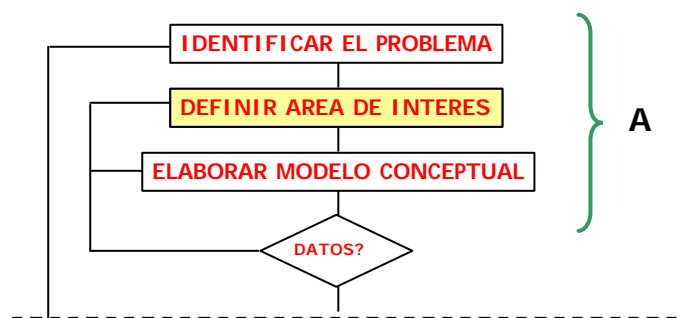 IDENTIFICAR EL PROBLEMA
DEFINIR AREA DE INTERES
A
ELABORAR MODELO CONCEPTUAL
DATOS?